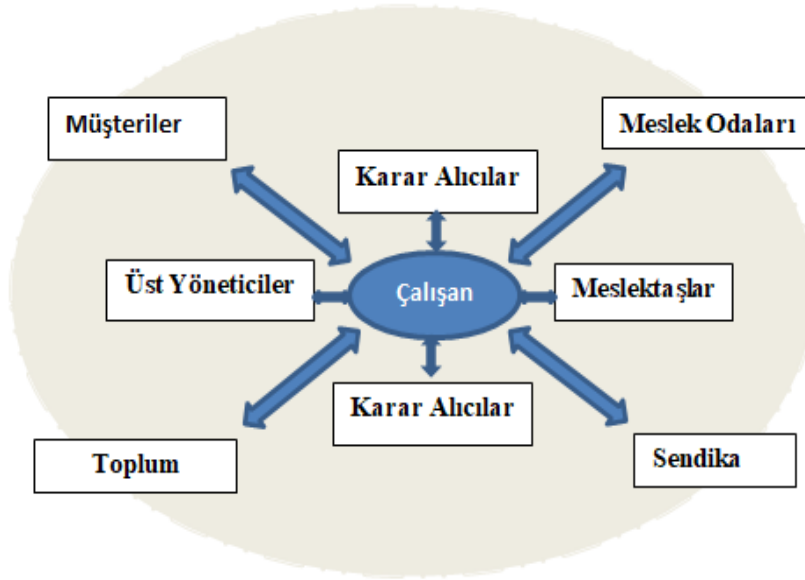 Müşteriler
Meslek Odaları
Karar Alıcılar
Üst Yöneticiler
Çalışan
Meslektaşlar
Karar Alıcılar
Toplum
Sendika